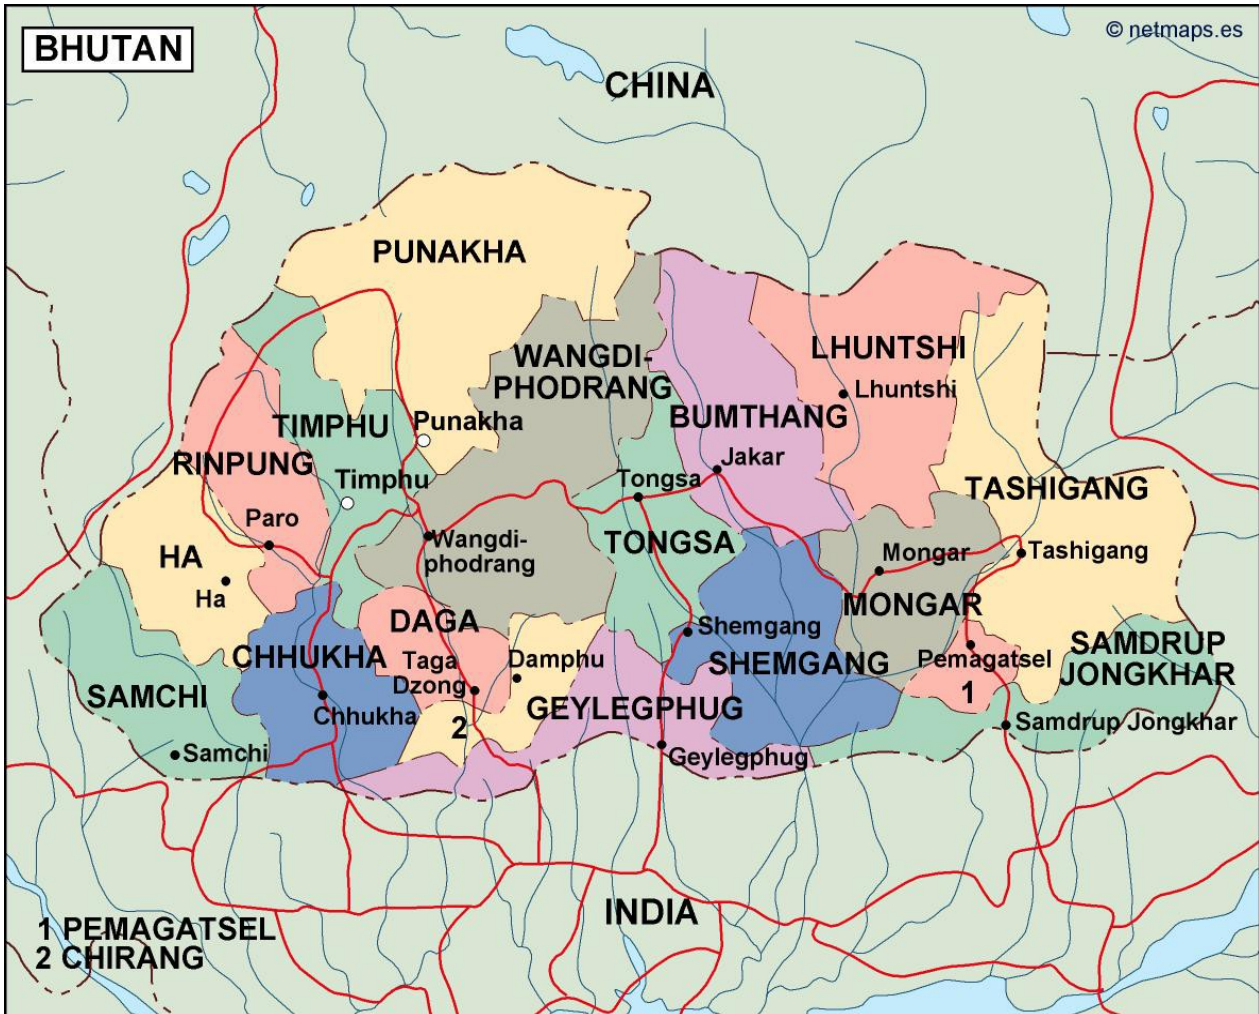 BHUTAN
© netmaps.es
CHINA
PUNAKHA
WANGDI-
PHODRANG
LHUNTSHI
Lhuntshi
TIMPHU
Punakha
BUMTHANG
RINPUNG
Timphu
Jakar
Tongsa
TASHIGANG
Paro
HA
Ha
Wangdi-
phodrang
TONGSA
Mongar
Tashigang
MONGAR
DAGA
Shemgang
SHEMGANG
CHHUKHA
Taga
Dzong
Damphu
Pemagatsel
1
SAMDRUP
JONGKHAR
SAMCHI
Chhukha
2
GEYLEGPHUG
Samdrup Jongkhar
Samchi
Geylegphug
INDIA
1 PEMAGATSEL
2 CHIRANG